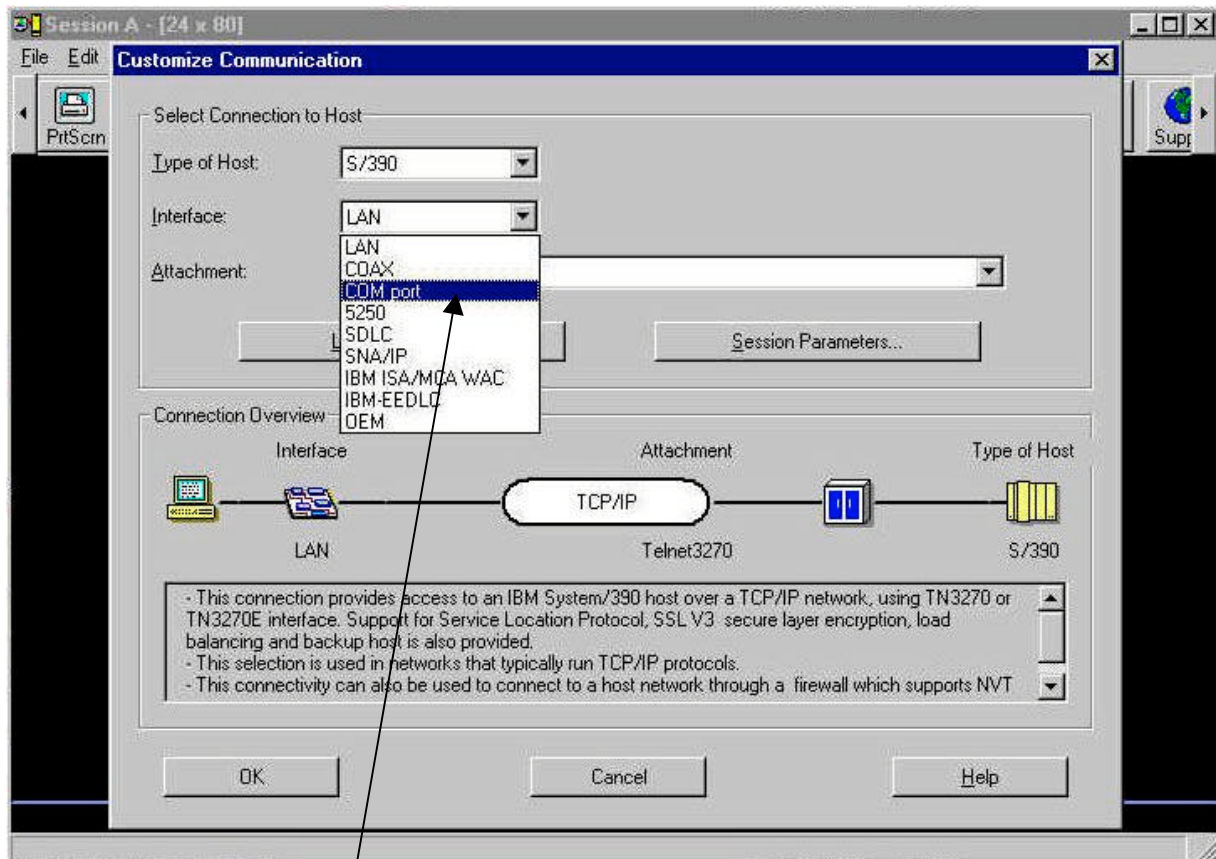 Session A - [24 x 80]
File Edit
Customize Communication
PrtScrn
Select Connection to Host
Type of Host:
S/390
Interface:
LAN
LAN
COAX
COM port
5250
SDLC
SNA/IP
IBM ISA/MCA WAC
IBM-EEDLC
OEM
Attachment:
Session Parameters...
Connection Overview
Interface Attachment Type of Host
TCP/IP
LAN Telnet3270 S/390
- This connection provides access to an IBM System/390 host over a TCP/IP network, using TN3270 or
TN3270E interface. Support for Service Location Protocol, SSL V3 secure layer encryption, load
balancing and backup host is also provided.
- This selection is used in networks that typically run TCP/IP protocols.
- This connectivity can also be used to connect to a host network through a firewall which supports NVT
OK Cancel Help